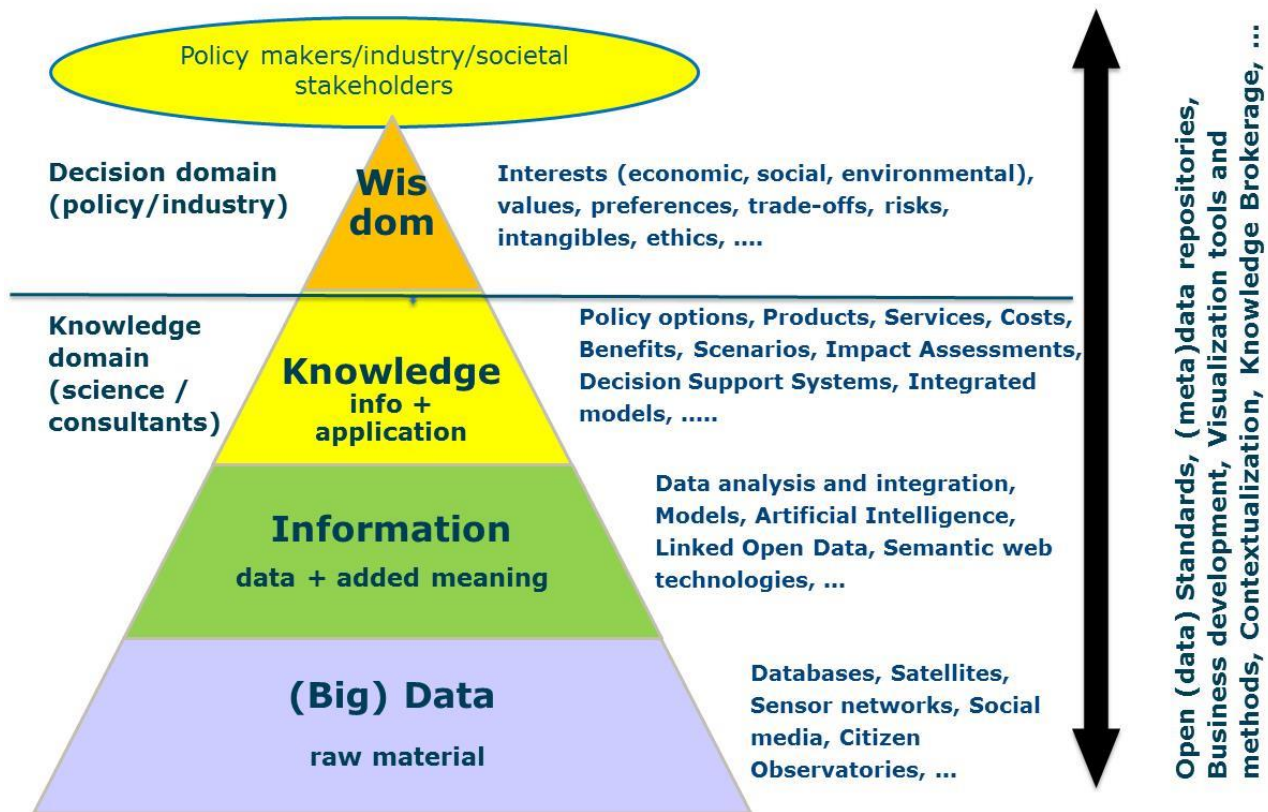 Policy makers/industry/societal
stakeholders
Decision domain
(policy/industry)
Wis
dom
Interests (economic, social, environmental),
values, preferences, trade-offs, risks,
intangibles, ethics, ....
Knowledge
domain
(science /
consultants)
Knowledge
info +
application
Policy options, Products, Services, Costs,
Benefits, Scenarios, Impact Assessments,
Decision Support Systems, Integrated
models, .....
Information
data + added meaning
Data analysis and integration,
Models, Artificial Intelligence,
Linked Open Data, Semantic web
technologies, ...
(Big) Data
raw material
Databases, Satellites,
Sensor networks, Social
media, Citizen
Observatories, ...
Open (data) Standards, (meta)data repositories,
Business development, Visualization tools and
methods, Contextualization, Knowledge Brokerage, ...